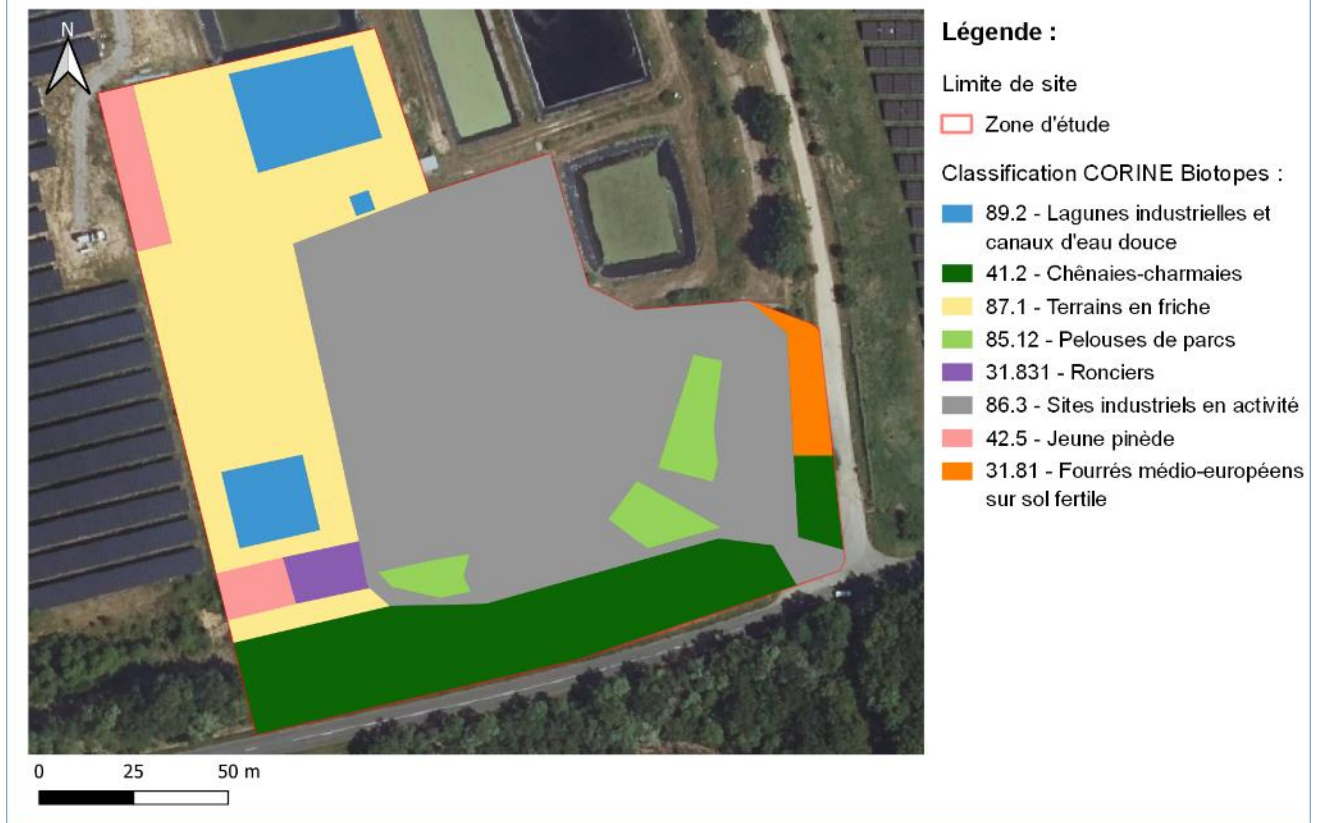 N
Légende :
Limite de site
Zone d'étude
Classification CORINE Biotopes :
89.2 - Lagunes industrielles et
canaux d'eau douce
41.2 - Chênaies-charmaies
87.1 - Terrains en friche
85.12 - Pelouses de parcs
31.831 - Ronciers
86.3 - Sites industriels en activité
42.5 - Jeune pinède
31.81 - Fourrés médio-européens
sur sol fertile
0 25 50 m